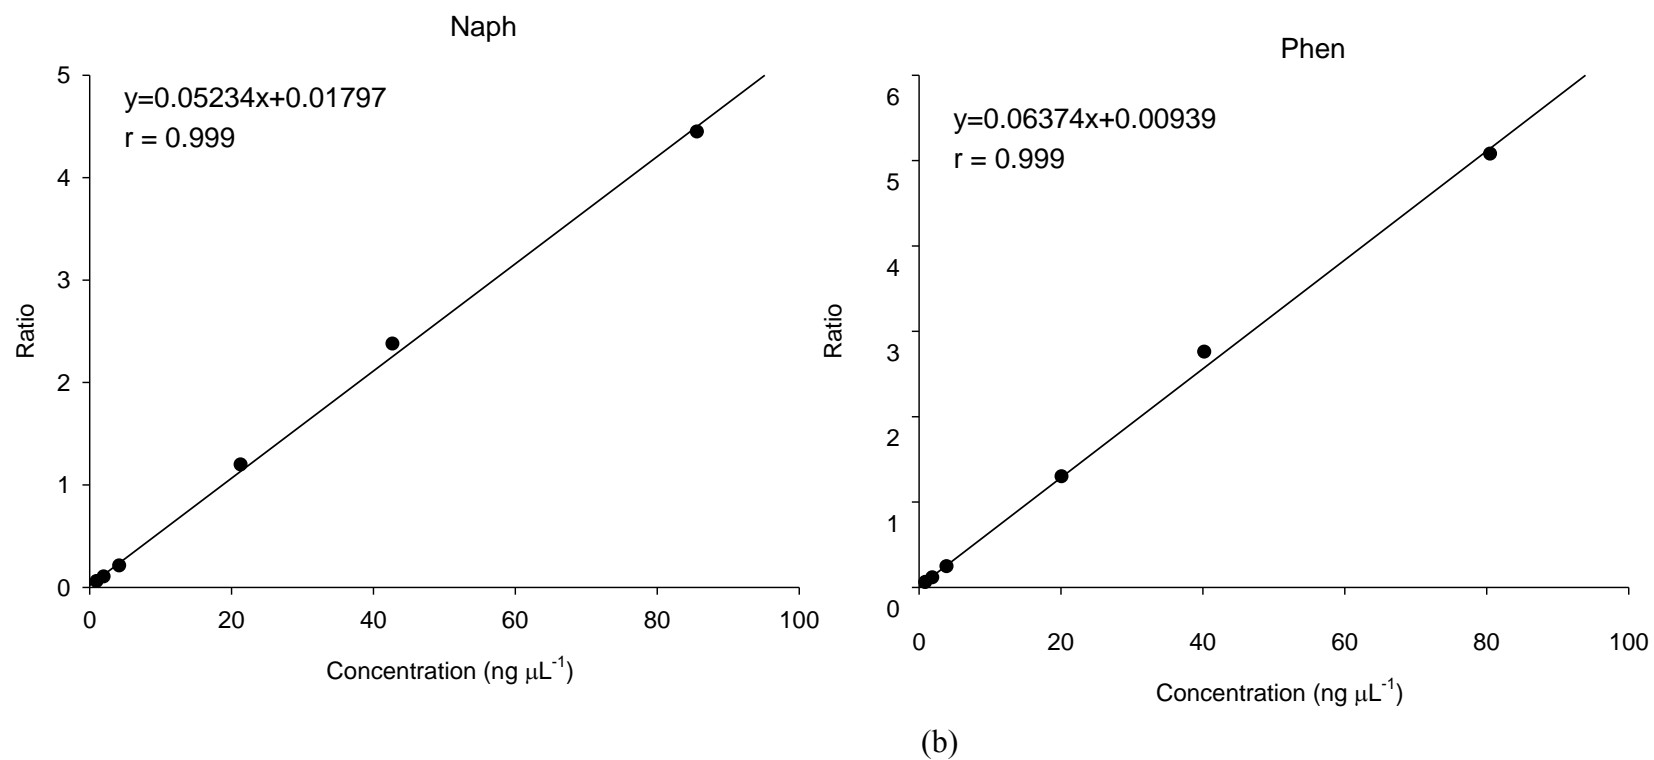 Naph
y=0.05234x+0.01797
r = 0.999
5
4
3
2
1
0
Ratio
0 20 40 60 80 100
Concentration (ng μL⁻¹)
Phen
y=0.06374x+0.00939
r = 0.999
6
5
4
3
2
1
0
Ratio
0 20 40 60 80 100
Concentration (ng μL⁻¹)
(b)